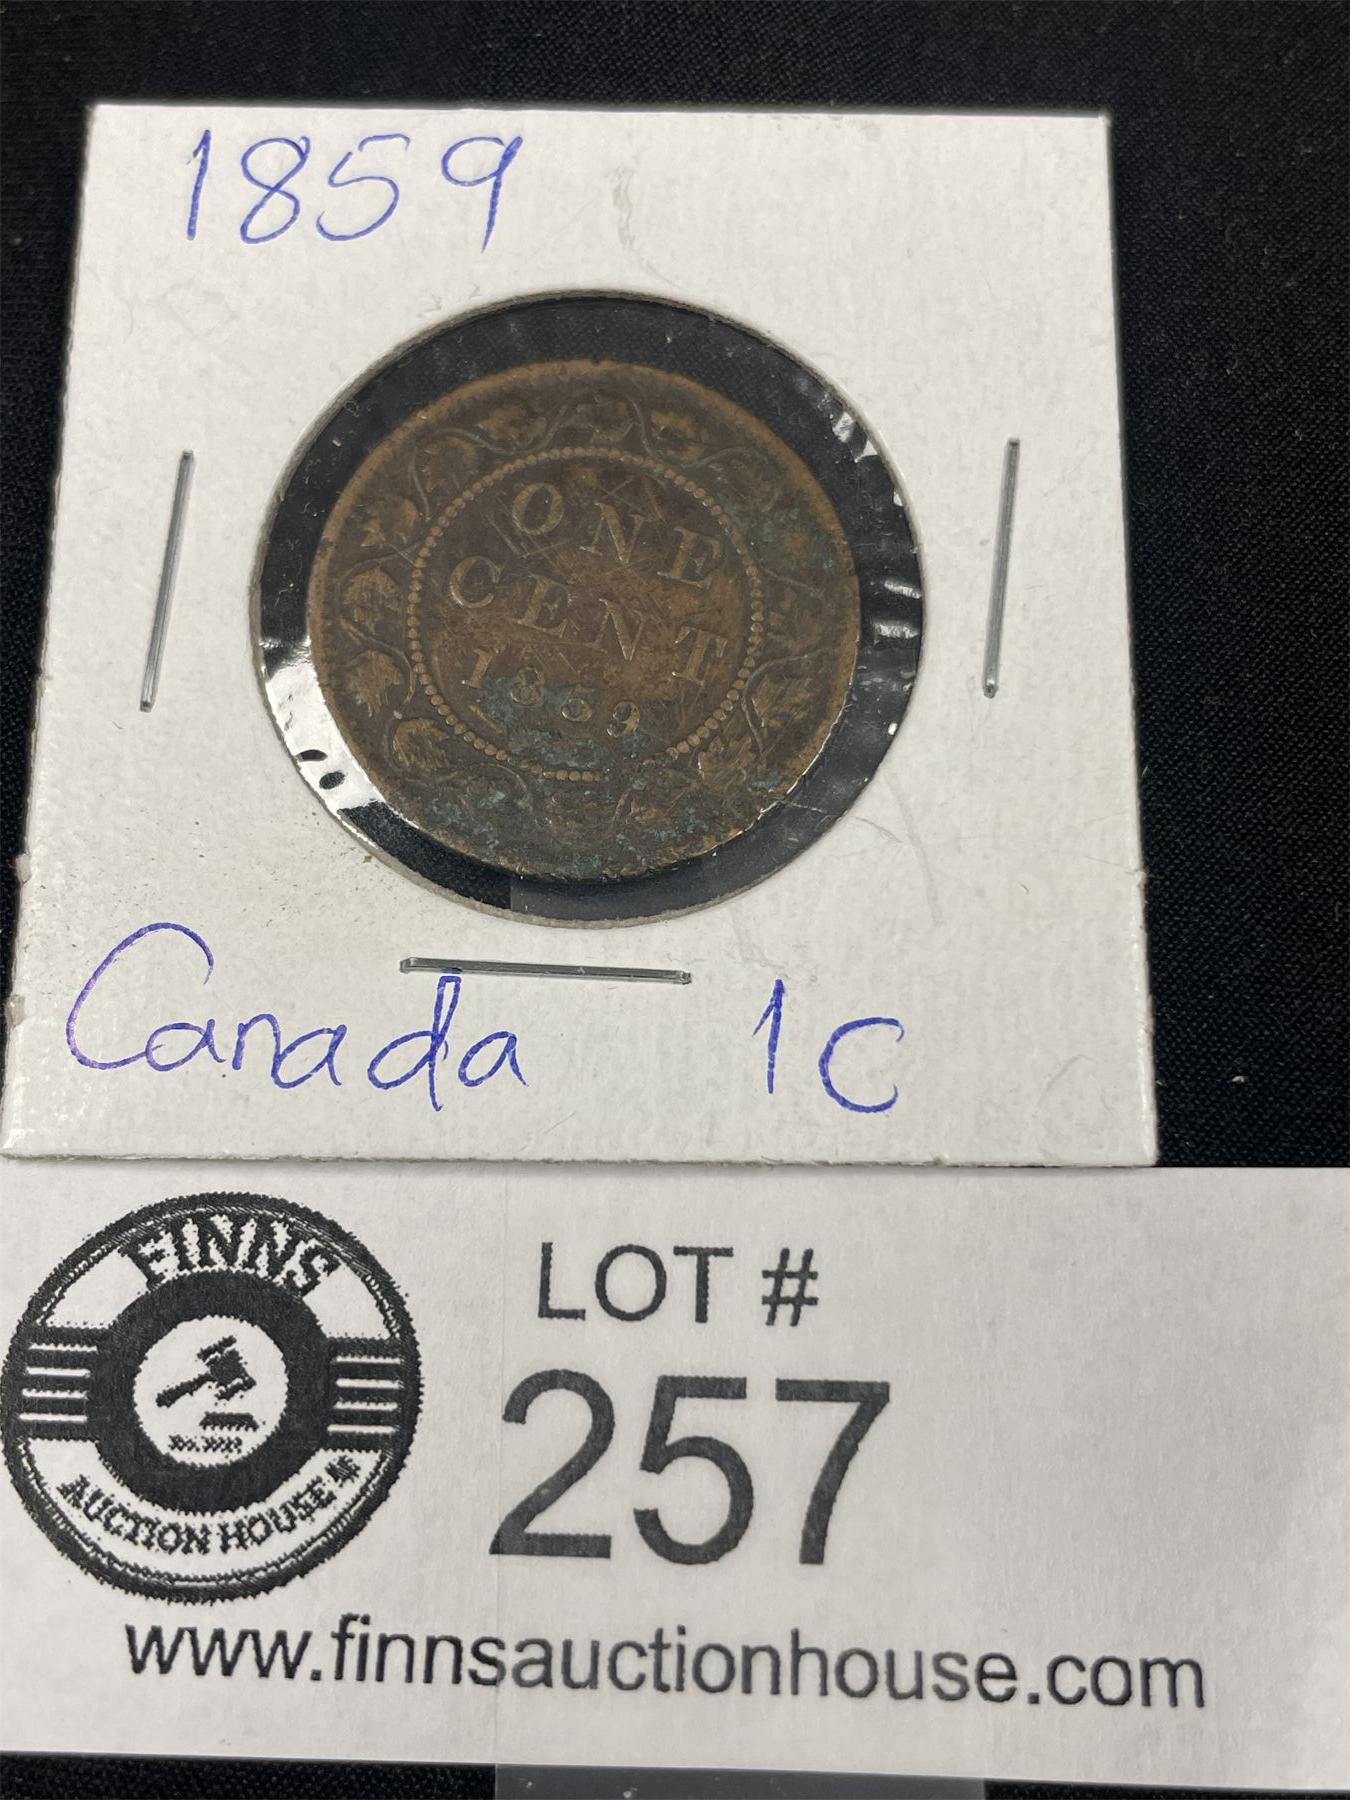 1859
ONE
CENT
1859
Canada 1c
FINNS
AUCTION HOUSE
LOT #
257
www.finnsauctionhouse.com